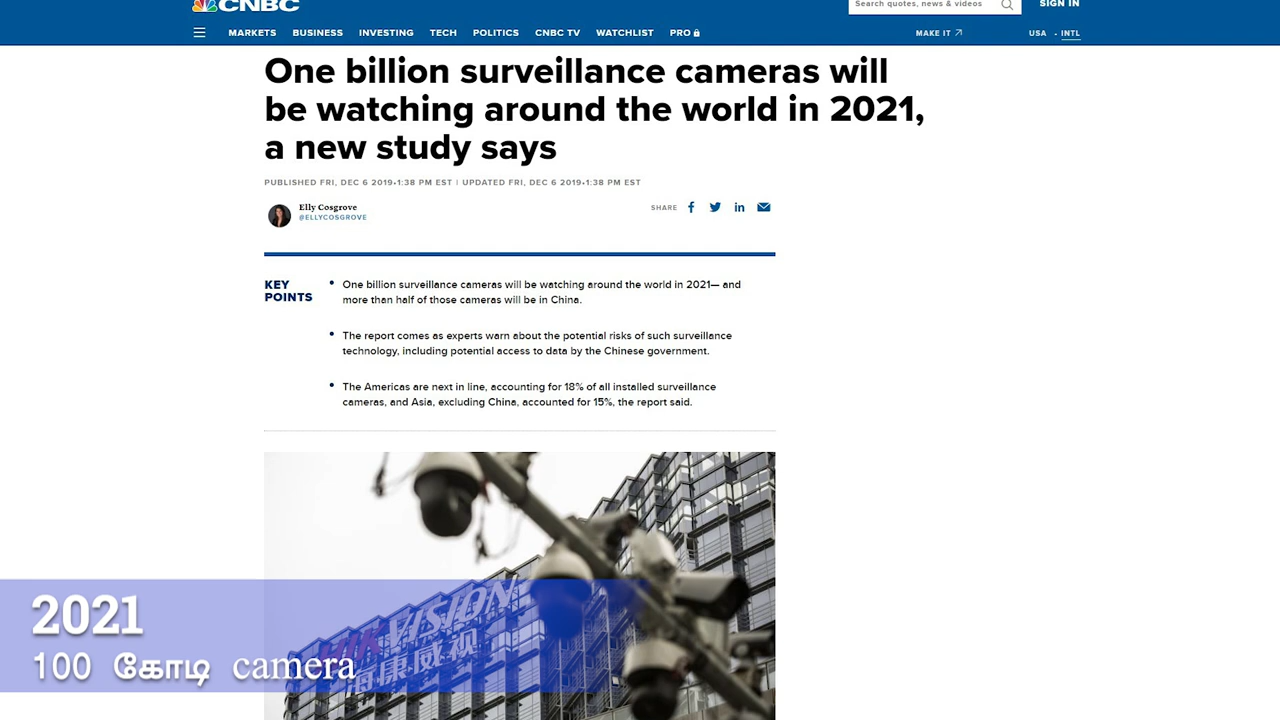 CNBC
Search quotes, news & videos
SIGN IN
MARKETS BUSINESS INVESTING TECH POLITICS CNBC TV WATCHLIST PRO
MAKE IT
USA · INTL
One billion surveillance cameras will
be watching around the world in 2021,
a new study says
PUBLISHED FRI, DEC 6 2019•1:38 PM EST | UPDATED FRI, DEC 6 2019•1:38 PM EST
Elly Cosgrove
@ELLYCOSGROVE
SHARE
KEY
POINTS
• One billion surveillance cameras will be watching around the world in 2021— and
more than half of those cameras will be in China.
• The report comes as experts warn about the potential risks of such surveillance
technology, including potential access to data by the Chinese government.
• The Americas are next in line, accounting for 18% of all installed surveillance
cameras, and Asia, excluding China, accounted for 15%, the report said.
HIKVISION
康威视
2021
100 கோடி camera